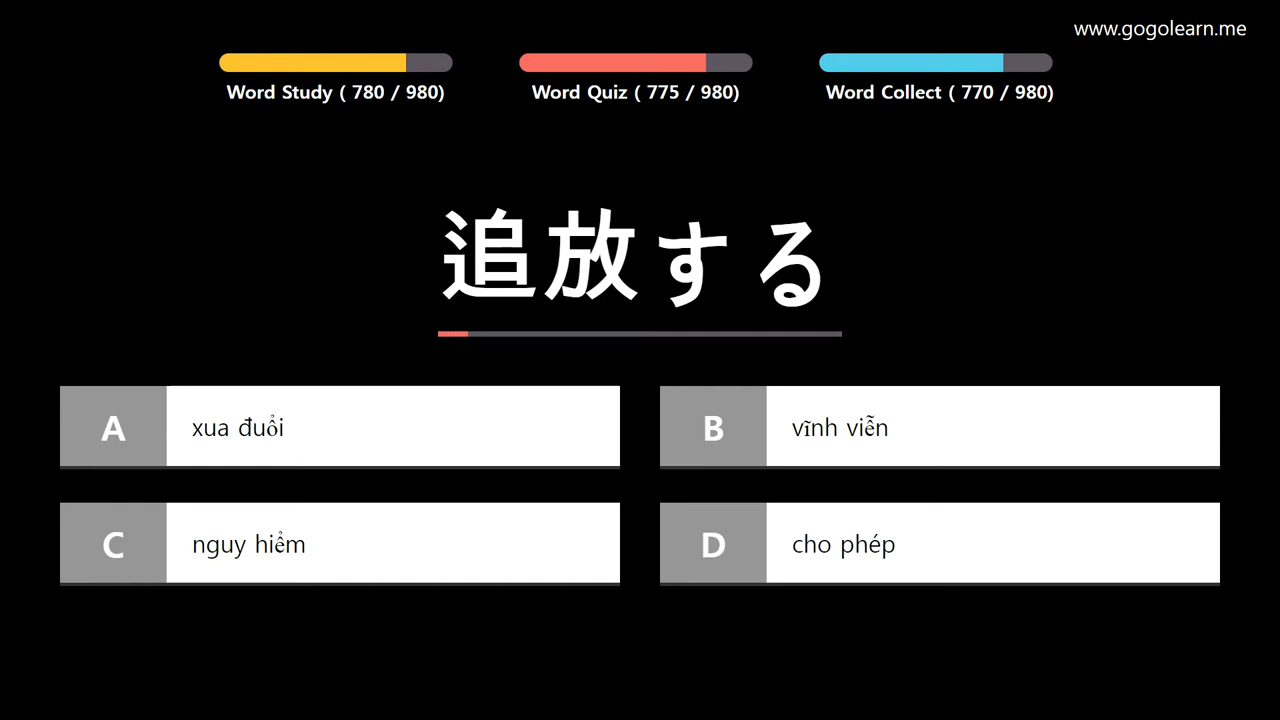 www.gogolearn.me
Word Study ( 780 / 980)
Word Quiz ( 775 / 980)
Word Collect ( 770 / 980)
追放する
A
xua đuổi
B
vĩnh viễn
C
nguy hiểm
D
cho phép